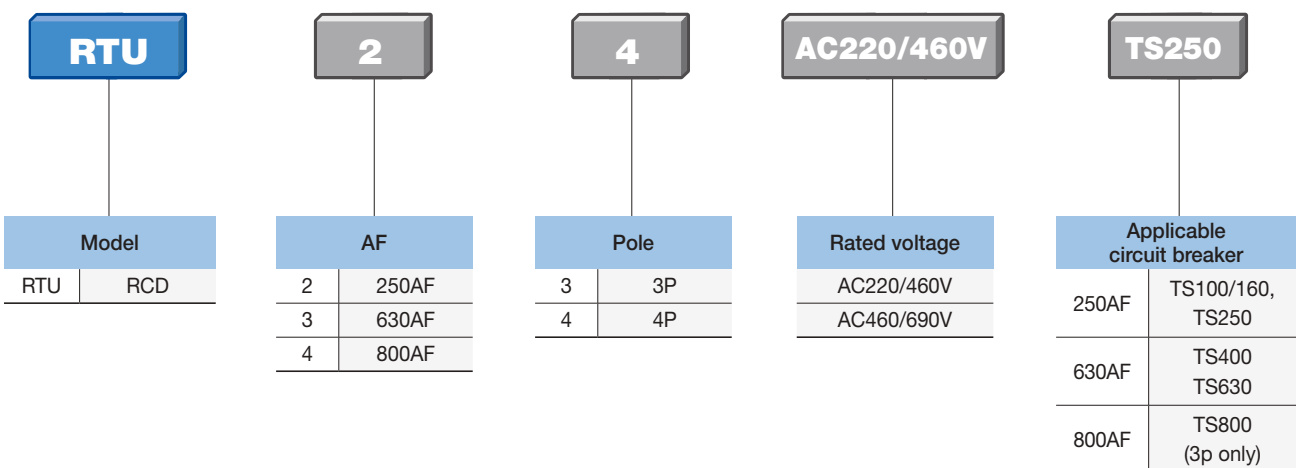 RTU 2 4 AC220/460V TS250
Model AF Pole Rated voltage Applicable
circuit breaker
RTU RCD 2 250AF 3 3P AC220/460V 250AF TS100/160,
TS250
3 630AF 4 4P AC460/690V
4 800AF
630AF TS400
TS630
800AF TS800
(3p only)